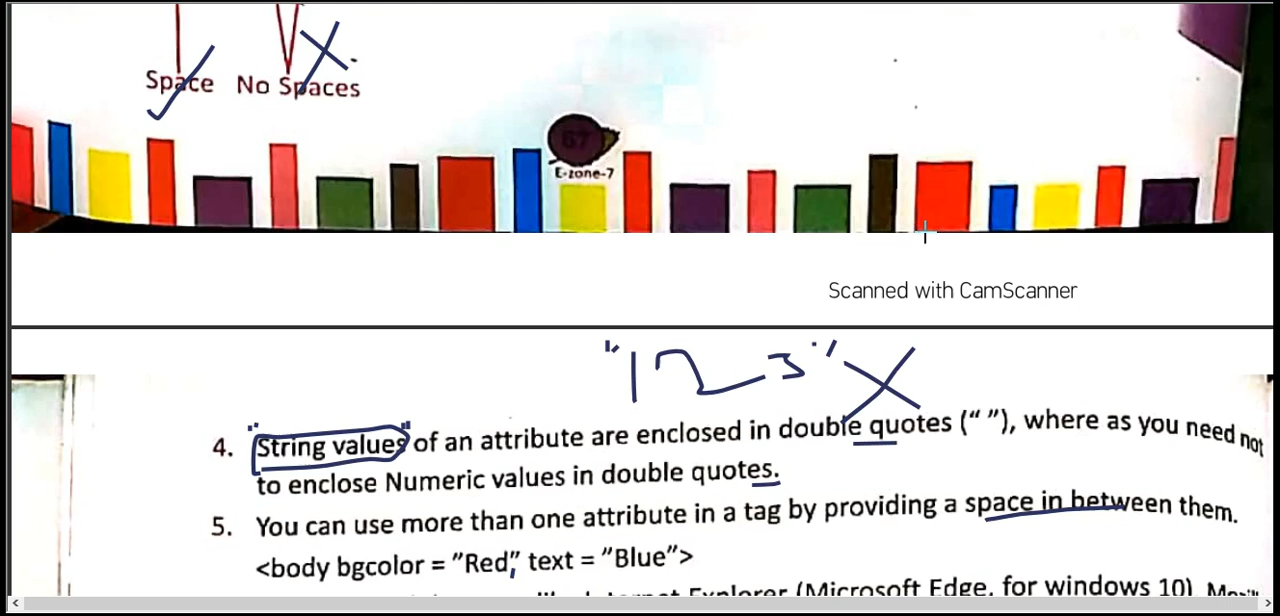 Space No Spaces
67
E-zone-7
Scanned with CamScanner
"123"
4. String values of an attribute are enclosed in double quotes (“ ”), where as you need not
to enclose Numeric values in double quotes.
5. You can use more than one attribute in a tag by providing a space in between them.
<body bgcolor = ”Red” text = ”Blue”>
Explorer (Microsoft Edge, for windows 10)